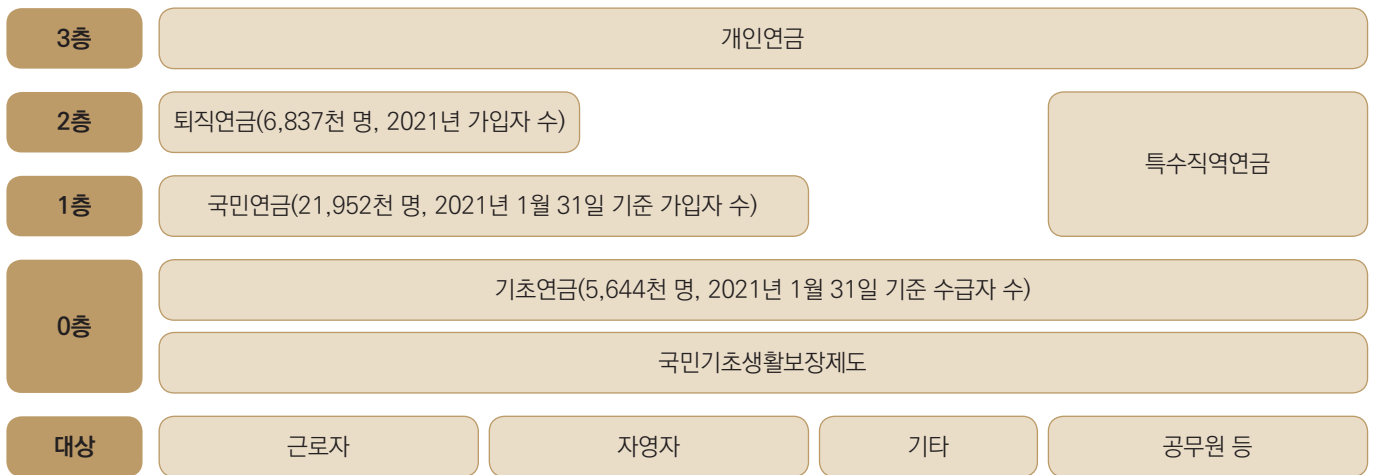 3층
개인연금
2층
퇴직연금(6,837천 명, 2021년 가입자 수)
특수직역연금
1층
국민연금(21,952천 명, 2021년 1월 31일 기준 가입자 수)
0층
기초연금(5,644천 명, 2021년 1월 31일 기준 수급자 수)
국민기초생활보장제도
대상
근로자
자영자
기타
공무원 등